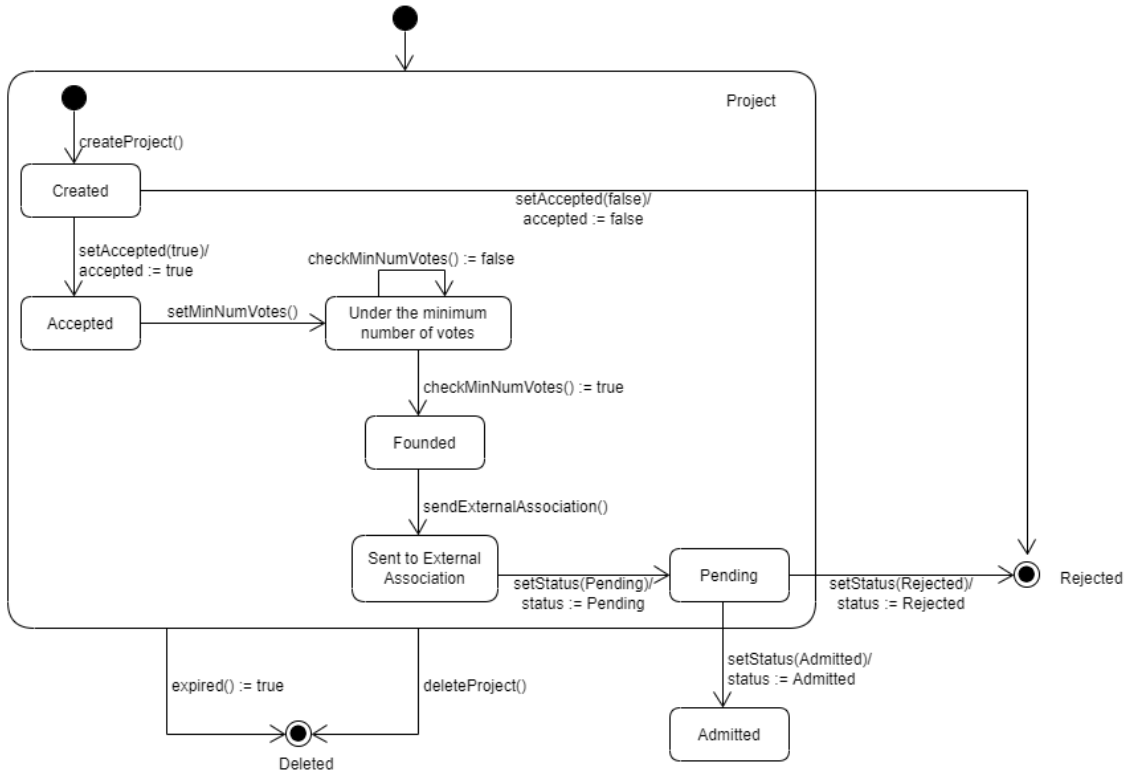 Project
createProject()
Created
setAccepted(false)/
accepted := false
setAccepted(true)/
accepted := true
checkMinNumVotes() := false
Accepted
setMinNumVotes()
Under the minimum
number of votes
checkMinNumVotes() := true
Founded
sendExternalAssociation()
Sent to External
Association
setStatus(Pending)/
status := Pending
Pending
setStatus(Rejected)/
status := Rejected
Rejected
setStatus(Admitted)/
status := Admitted
expired() := true
deleteProject()
Admitted
Deleted